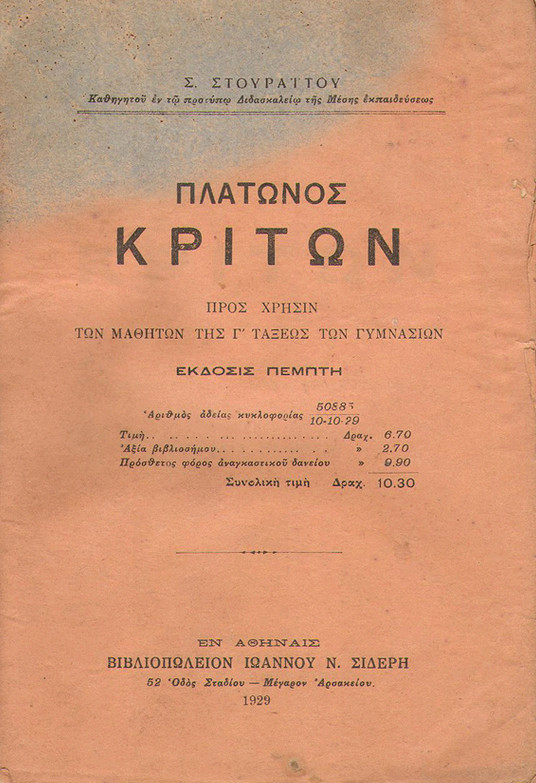 Σ. ΣΤΟΥΡΑΪΤΟΥ
Καθηγητοῦ ἐν τῷ προτύπῳ Διδασκαλείῳ τῆς Μέσης ἐκπαιδεύσεως
ΠΛΑΤΩΝΟΣ
ΚΡΙΤΩΝ
ΠΡΟΣ ΧΡΗΣΙΝ
ΤΩΝ ΜΑΘΗΤΩΝ ΤΗΣ Γ΄ ΤΑΞΕΩΣ ΤΩΝ ΓΥΜΝΑΣΙΩΝ
ΕΚΔΟΣΙΣ ΠΕΜΠΤΗ
Ἀριθμὸς ἀδείας κυκλοφορίας 50885
10-10-29
Τιμὴ.. .. ....... ... .............. Δραχ. 6.70
Ἀξία βιβλιοσήμου............ .. » 2.70
Πρόσθετος φόρος ἀναγκαστικοῦ δανείου » 0.90
Συνολικὴ τιμὴ Δραχ. 10.30
ΕΝ ΑΘΗΝΑΙΣ
ΒΙΒΛΙΟΠΩΛΕΙΟΝ ΙΩΑΝΝΟΥ Ν. ΣΙΔΕΡΗ
52 Ὁδὸς Σταδίου — Μέγαρον Ἀρσακείου.
1929